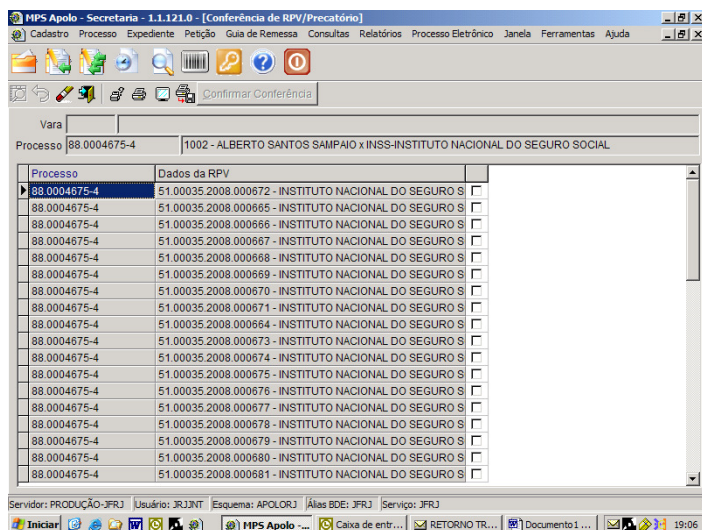 MPS Apolo - Secretaria - 1.1.121.0 - [Conferência de RPV/Precatório]
Cadastro Processo Expediente Petição Guia de Remessa Consultas Relatórios Processo Eletrônico Janela Ferramentas Ajuda
Confirmar Conferência
Vara
Processo 88.0004675-4 1002 - ALBERTO SANTOS SAMPAIO x INSS-INSTITUTO NACIONAL DO SEGURO SOCIAL
Processo Dados da RPV
88.0004675-4 51.00035.2008.000672 - INSTITUTO NACIONAL DO SEGURO S
88.0004675-4 51.00035.2008.000665 - INSTITUTO NACIONAL DO SEGURO S
88.0004675-4 51.00035.2008.000666 - INSTITUTO NACIONAL DO SEGURO S
88.0004675-4 51.00035.2008.000667 - INSTITUTO NACIONAL DO SEGURO S
88.0004675-4 51.00035.2008.000668 - INSTITUTO NACIONAL DO SEGURO S
88.0004675-4 51.00035.2008.000669 - INSTITUTO NACIONAL DO SEGURO S
88.0004675-4 51.00035.2008.000670 - INSTITUTO NACIONAL DO SEGURO S
88.0004675-4 51.00035.2008.000671 - INSTITUTO NACIONAL DO SEGURO S
88.0004675-4 51.00035.2008.000664 - INSTITUTO NACIONAL DO SEGURO S
88.0004675-4 51.00035.2008.000673 - INSTITUTO NACIONAL DO SEGURO S
88.0004675-4 51.00035.2008.000674 - INSTITUTO NACIONAL DO SEGURO S
88.0004675-4 51.00035.2008.000675 - INSTITUTO NACIONAL DO SEGURO S
88.0004675-4 51.00035.2008.000676 - INSTITUTO NACIONAL DO SEGURO S
88.0004675-4 51.00035.2008.000677 - INSTITUTO NACIONAL DO SEGURO S
88.0004675-4 51.00035.2008.000678 - INSTITUTO NACIONAL DO SEGURO S
88.0004675-4 51.00035.2008.000679 - INSTITUTO NACIONAL DO SEGURO S
88.0004675-4 51.00035.2008.000680 - INSTITUTO NACIONAL DO SEGURO S
88.0004675-4 51.00035.2008.000681 - INSTITUTO NACIONAL DO SEGURO S
Servidor: PRODUÇÃO-JFRJ Usuário: JRJJNT Esquema: APOLORJ Álias BDE: JFRJ Serviço: JFRJ
Iniciar MPS Apolo -... Caixa de entr... RETORNO TR... Documento1 ... 19:06